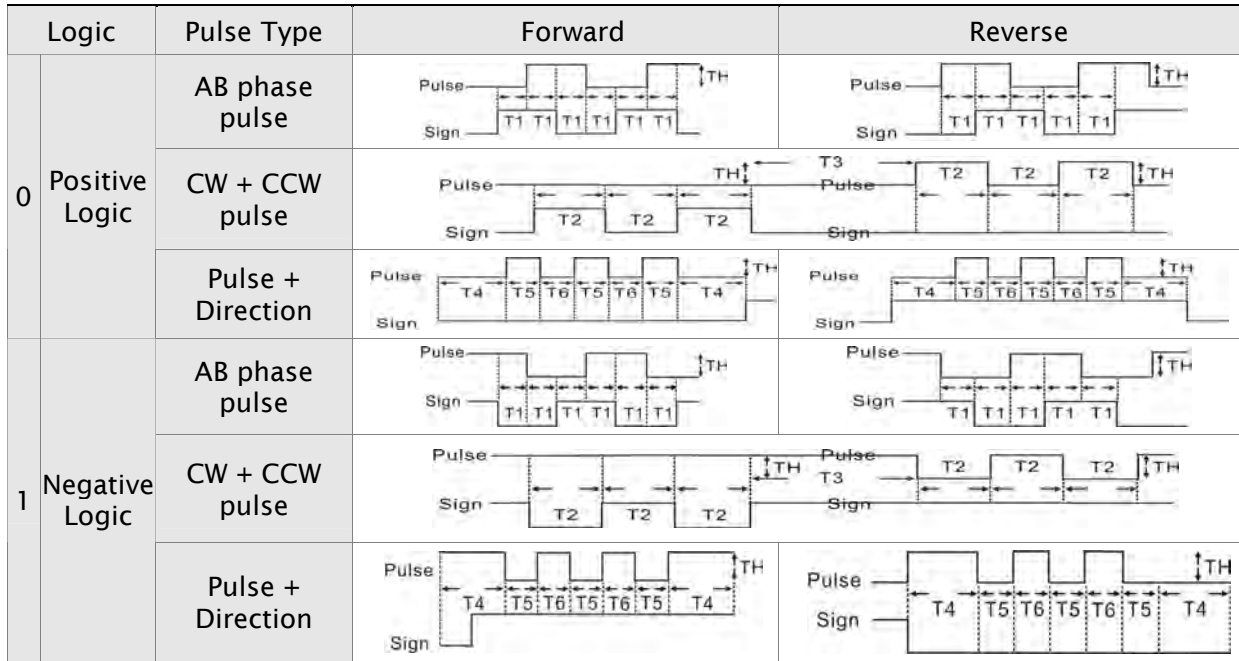 Logic Pulse Type Forward Reverse
0
Positive
Logic
AB phase
pulse
Pulse
TH
T1 T1 T1 T1 T1 T1
Sign
Pulse
TH
T1 T1 T1 T1 T1
Sign
CW + CCW
pulse
Pulse
TH
T3
T2 T2 T2
Sign
Pulse
T2 T2 T2
TH
Sign
Pulse +
Direction
Pulse
TH
T4 T5 T6 T5 T6 T5 T4
Sign
Pulse
TH
T4 T5 T6 T5 T6 T5 T4
Sign
1
Negative
Logic
AB phase
pulse
Pulse
TH
Sign
T1 T1 T1 T1 T1 T1
Pulse
TH
Sign
T1 T1 T1 T1 T1
CW + CCW
pulse
Pulse
TH
T3
Sign
T2 T2 T2
Pulse
T2 T2 T2
TH
Sign
Pulse +
Direction
Pulse
TH
T4 T5 T6 T5 T6 T5 T4
Sign
Pulse
TH
T4 T5 T6 T5 T6 T5 T4
Sign